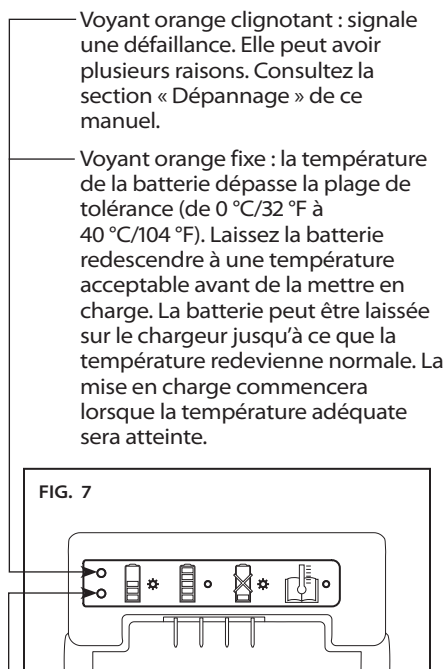 Voyant orange clignotant : signale
une défaillance. Elle peut avoir
plusieurs raisons. Consultez la
section « Dépannage » de ce
manuel.
Voyant orange fixe : la température
de la batterie dépasse la plage de
tolérance (de 0 °C/32 °F à
40 °C/104 °F). Laissez la batterie
redescendre à une température
acceptable avant de la mettre en
charge. La batterie peut être laissée
sur le chargeur jusqu’à ce que la
température redevienne normale. La
mise en charge commencera
lorsque la température adéquate
sera atteinte.
FIG. 7